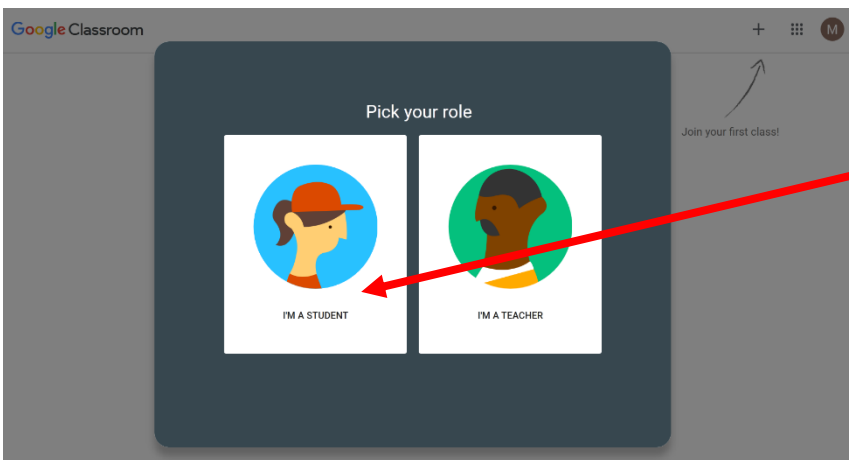 Google Classroom
M
Join your first class!
Pick your role
I'M A STUDENT
I'M A TEACHER